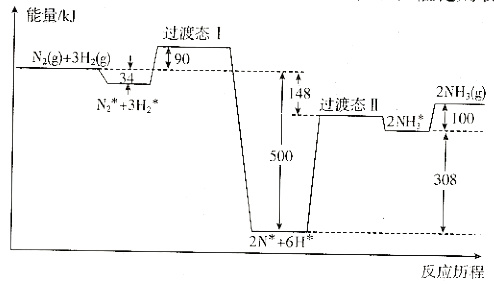 能量/kJ
过渡态Ⅰ
N₂(g)+3H₂(g)
90
34
N₂*+3H₂*
148
过渡态Ⅱ
2NH₃(g)
2NH₃*
100
500
308
2N*+6H*
反应历程